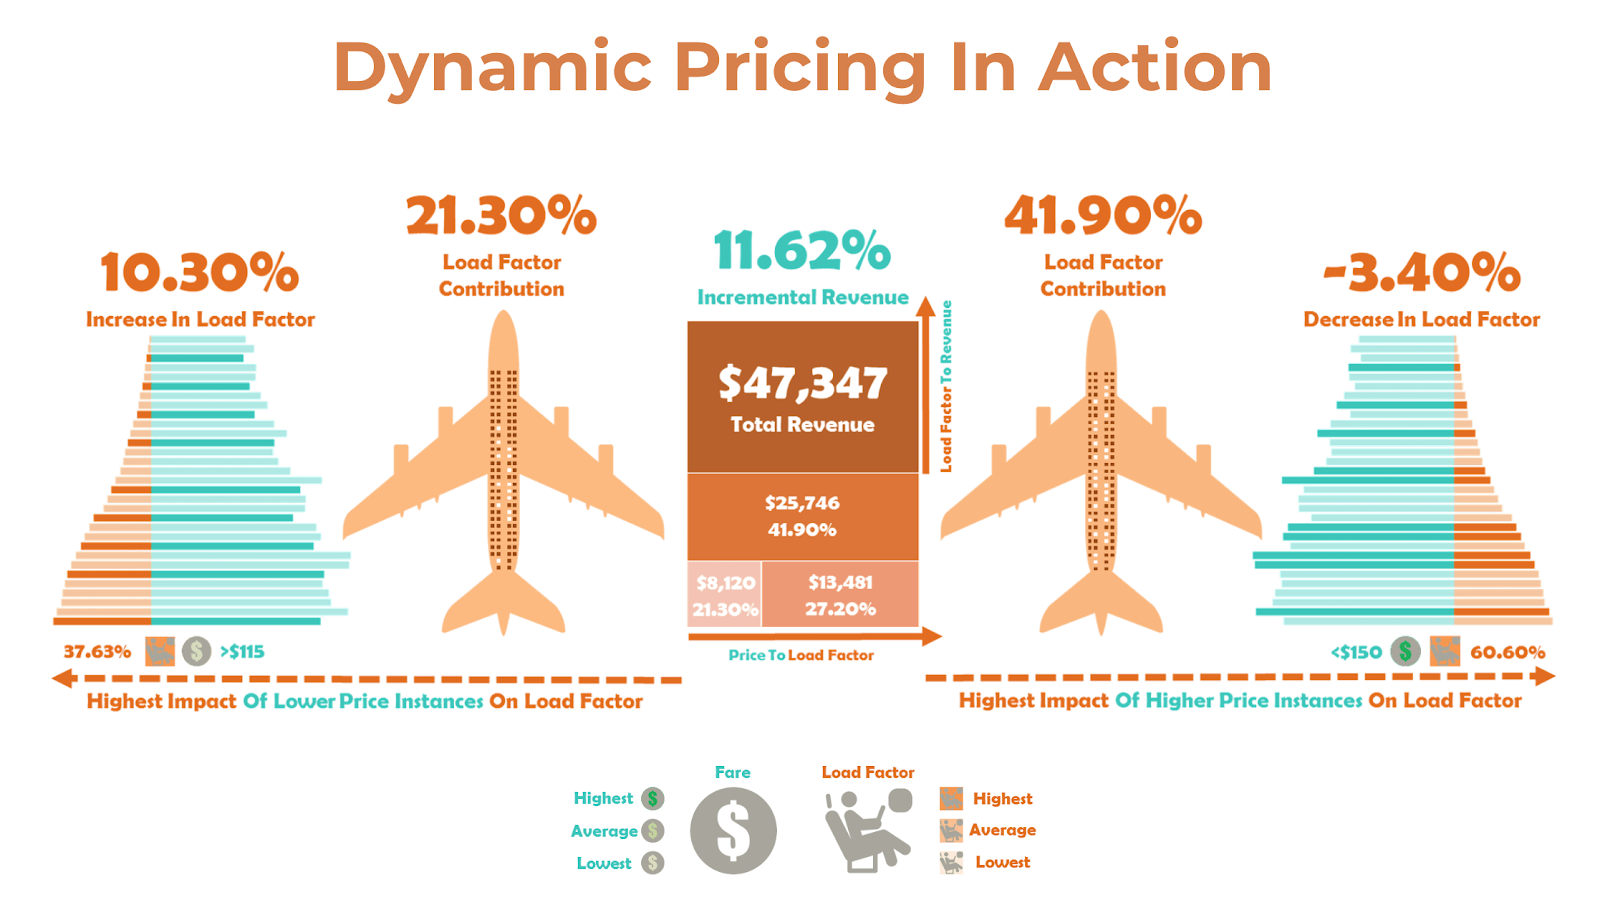 Dynamic Pricing In Action
10.30%
Increase In Load Factor
21.30%
Load Factor
Contribution
11.62%
Incremental Revenue
41.90%
Load Factor
Contribution
-3.40%
Decrease In Load Factor
$47,347
Total Revenue
Load Factor To Revenue
$25,746
41.90%
$8,120
21.30%
$13,481
27.20%
Price To Load Factor
37.63%
>$115
<$150
60.60%
Highest Impact Of Lower Price Instances On Load Factor
Highest Impact Of Higher Price Instances On Load Factor
Fare
Highest
Average
Lowest
Load Factor
Highest
Average
Lowest